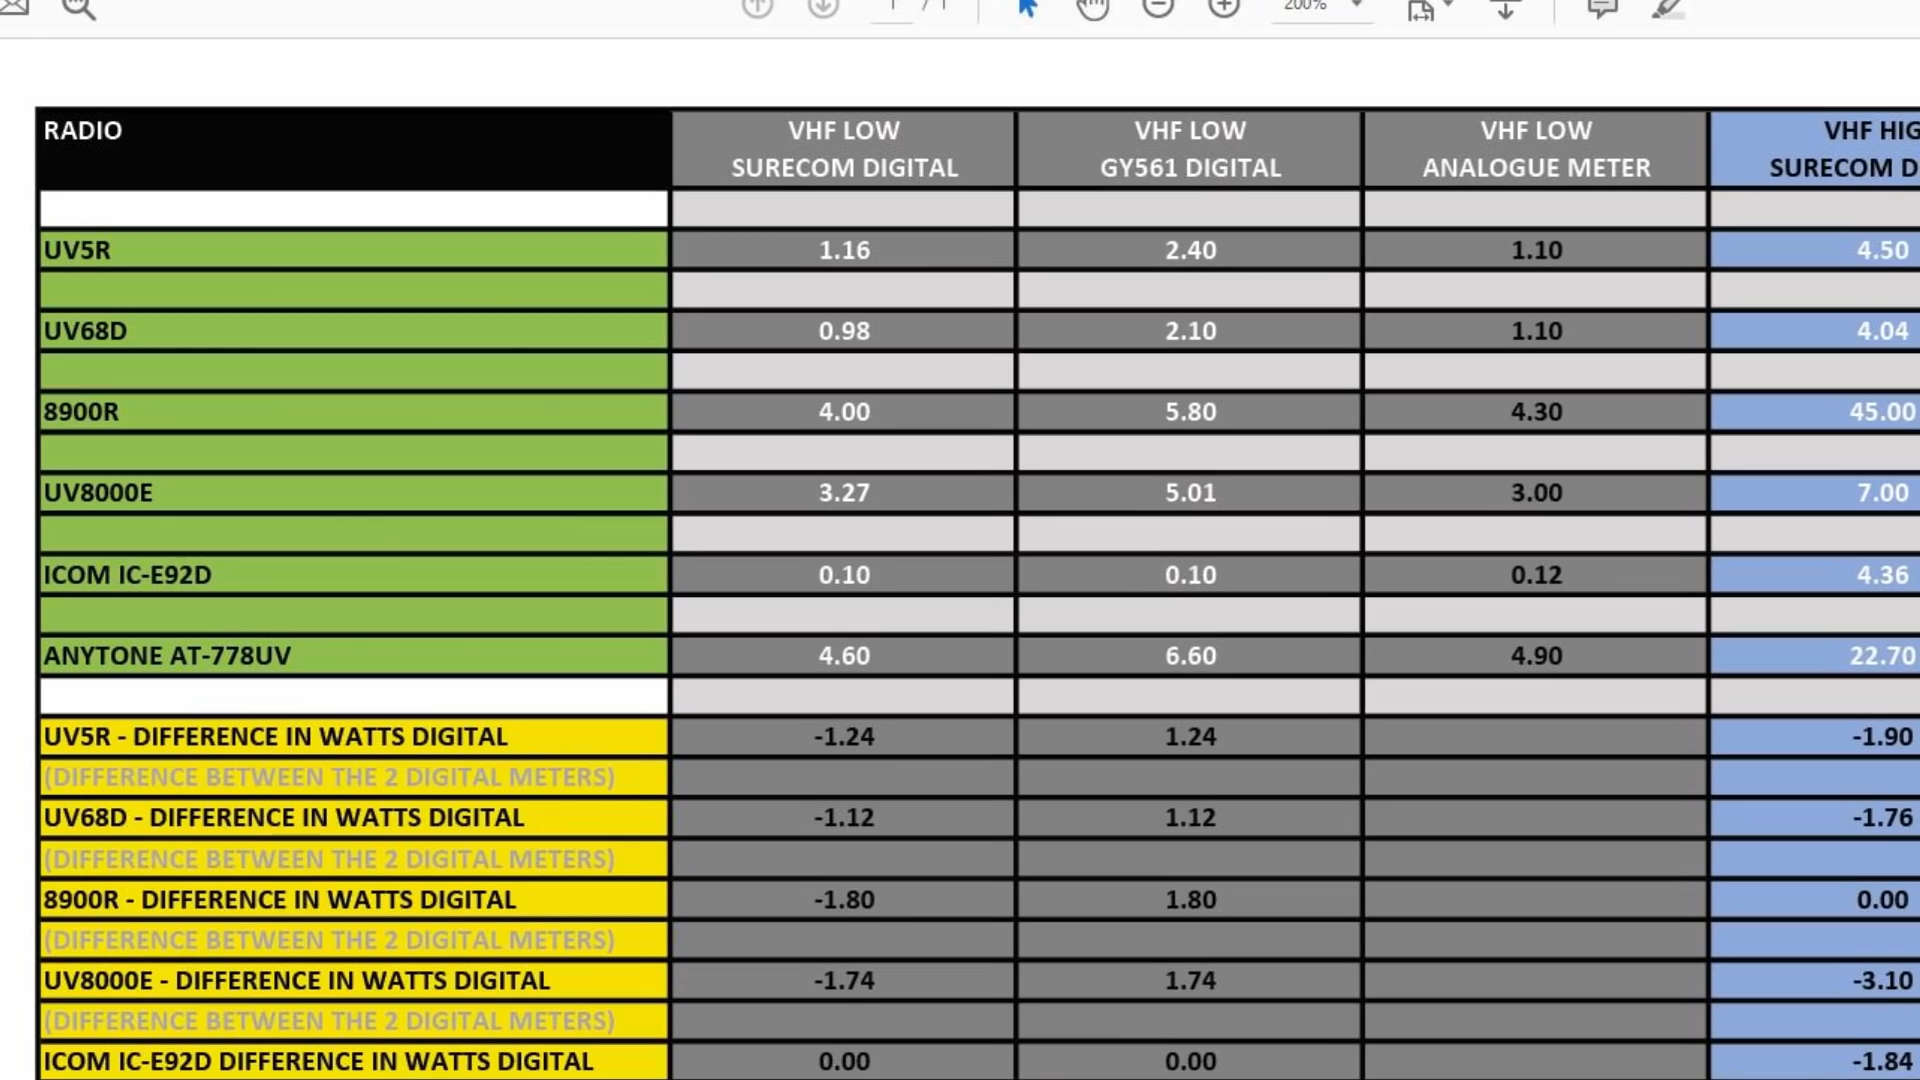 200%
RADIO
VHF LOW
SURECOM DIGITAL
VHF LOW
GY561 DIGITAL
VHF LOW
ANALOGUE METER
VHF HIG
SURECOM D
UV5R 1.16 2.40 1.10 4.50
UV68D 0.98 2.10 1.10 4.04
8900R 4.00 5.80 4.30 45.00
UV8000E 3.27 5.01 3.00 7.00
ICOM IC-E92D 0.10 0.10 0.12 4.36
ANYTONE AT-778UV 4.60 6.60 4.90 22.70
UV5R - DIFFERENCE IN WATTS DIGITAL -1.24 1.24 -1.90
(DIFFERENCE BETWEEN THE 2 DIGITAL METERS)
UV68D - DIFFERENCE IN WATTS DIGITAL -1.12 1.12 -1.76
(DIFFERENCE BETWEEN THE 2 DIGITAL METERS)
8900R - DIFFERENCE IN WATTS DIGITAL -1.80 1.80 0.00
(DIFFERENCE BETWEEN THE 2 DIGITAL METERS)
UV8000E - DIFFERENCE IN WATTS DIGITAL -1.74 1.74 -3.10
(DIFFERENCE BETWEEN THE 2 DIGITAL METERS)
ICOM IC-E92D DIFFERENCE IN WATTS DIGITAL 0.00 0.00 -1.84